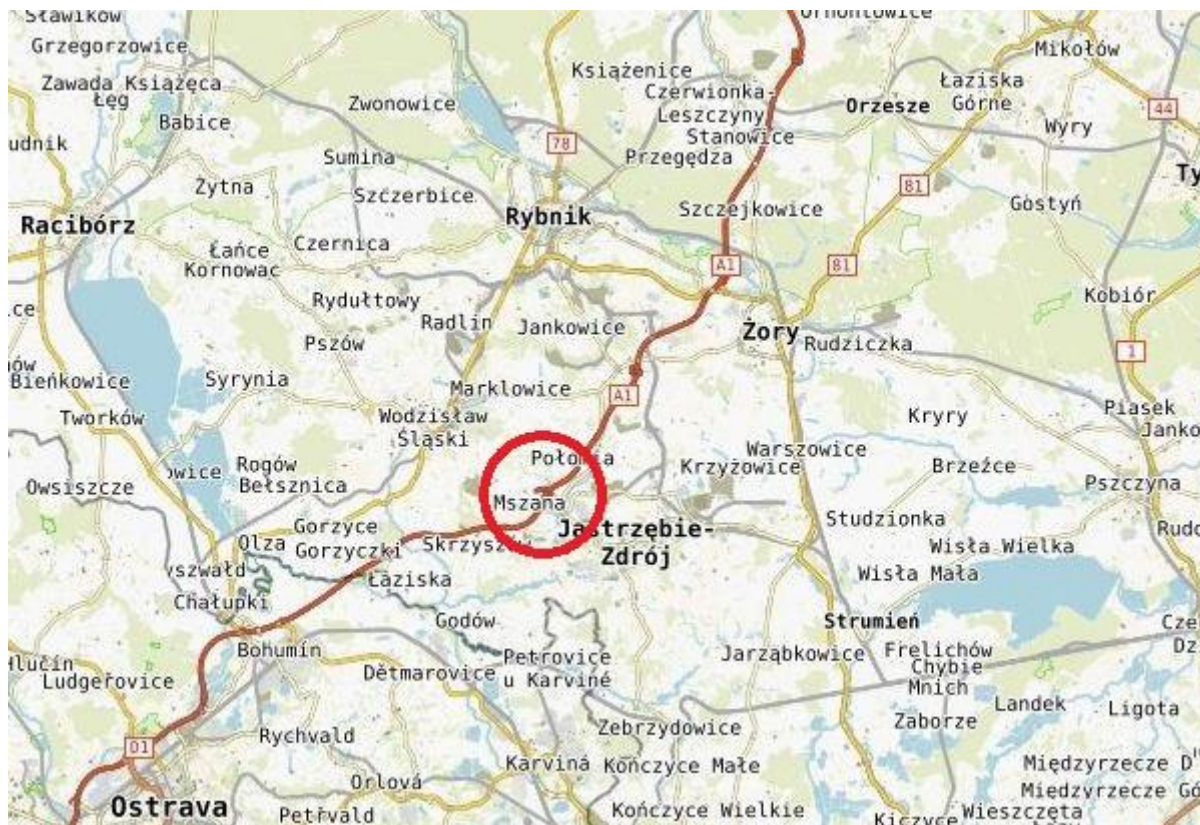 Sławików
Ornontowice
Grzegorzowice
Mikołów
Książenice
Zawada Książęca
Łęg
Łaziska
Górne
Czerwionka-
Leszczyny
Zwonowice
Orzesze
44
Babice
Wyry
Stanowice
78
Sumina
Przegędza
Żytna
Szczerbice
81
Racibórz
Rybnik
Szczejkowice
Gostyń
Łańce
Kornowac
Czernica
A1
81
Rydułtowy
Kobiór
Radlin
Jankowice
Żory
Rudziczka
Pszów
1
Bieńkowice
Syrynia
Marklowice
A1
Tworków
Wodzisław
Śląski
Kryry
Piasek
Połomia
Warszowice
Rogów
Bełsznica
Krzyżowice
Brzeźce
Owsiszcze
Pszczyna
Mszana
Gorzyce
Jastrzębie-
Zdrój
Studzionka
Olza
Gorzyczki
Wisła Wielka
Łaziska
Wisła Mała
Chałupki
Godów
Strumień
Bohumín
Petrovice
u Karviné
Jarząbkowice
Frelichów
Chybie
Mnich
Dětmarovice
Ludgeřovice
Landek
Ligota
Zaborze
Rychvald
Zebrzydowice
D1
Karviná
Kończyce Małe
Międzyrzecze D
Orlová
Międzyrzecze Gó
Ostrava
Petřvald
Kończyce Wielkie
Kiczyce
Wieszczęta